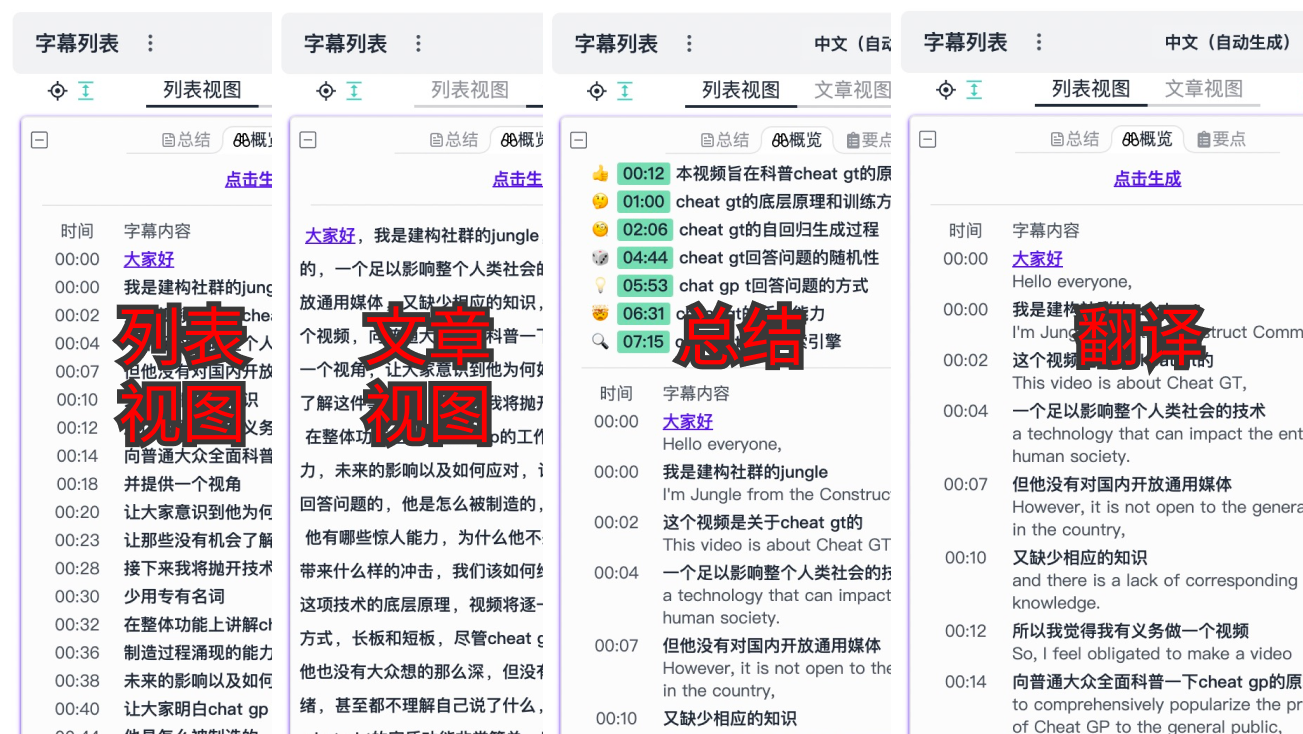 字幕列表
列表视图
总结 概览
点击生
时间 字幕内容
00:00 大家好
00:00 我是建构社群的jung
00:02
00:04 个人
00:07 但他没有对国内开放
00:10 识
00:12 义务
00:14 向普通大众全面科普
00:18 并提供一个视角
00:20 让大家意识到他为何
00:23 让那些没有机会了解
00:28 接下来我将抛开技术
00:30 少用专有名词
00:32 在整体功能上讲解ch
00:36 制造过程涌现的能力
00:38 未来的影响以及如何
00:40 让大家明白chat gp
列表
视图
字幕列表
列表视图
总结 概览
点击生
大家好，我是建构社群的jungle
的，一个足以影响整个人类社会的
放通用媒体，又缺少相应的知识，
个视频，向普通大 科普一下
一个视角，让大家意识到他为何如
了解这件 我将抛开
在整体功 p的工作
力，未来的影响以及如何应对，让
回答问题的，他是怎么被制造的，
他有哪些惊人能力，为什么他不
带来什么样的冲击，我们该如何
这项技术的底层原理，视频将逐一
方式，长板和短板，尽管cheat g
他也没有大众想的那么深，但没有
绪，甚至都不理解自己说了什么，
文章
视图
字幕列表 中文（自动
列表视图 文章视图
总结 概览 要点
00:12 本视频旨在科普cheat gt的原
01:00 cheat gt的底层原理和训练方
02:06 cheat gt的自回归生成过程
04:44 cheat gt回答问题的随机性
05:53 chat gp t回答问题的方式
06:31 能力
07:15 索引擎
时间 字幕内容
00:00 大家好
Hello everyone,
00:00 我是建构社群的jungle
I'm Jungle from the Construc
00:02 这个视频是关于cheat gt的
This video is about Cheat GT
00:04 一个足以影响整个人类社会的技
a technology that can impact
human society.
00:07 但他没有对国内开放通用媒体
However, it is not open to the
in the country,
00:10 又缺少相应的知识
总结
字幕列表 中文（自动生成）
列表视图 文章视图
总结 概览 要点
点击生成
时间 字幕内容
00:00 大家好
Hello everyone,
00:00 我是建
I'm Jung struct Comm
00:02 这个视频 的
This video is about Cheat GT,
00:04 一个足以影响整个人类社会的技术
a technology that can impact the ent
human society.
00:07 但他没有对国内开放通用媒体
However, it is not open to the genera
in the country,
00:10 又缺少相应的知识
and there is a lack of corresponding
knowledge.
00:12 所以我觉得我有义务做一个视频
So, I feel obligated to make a video
00:14 向普通大众全面科普一下cheat gp的原
to comprehensively popularize the pr
of Cheat GP to the general public,
翻译